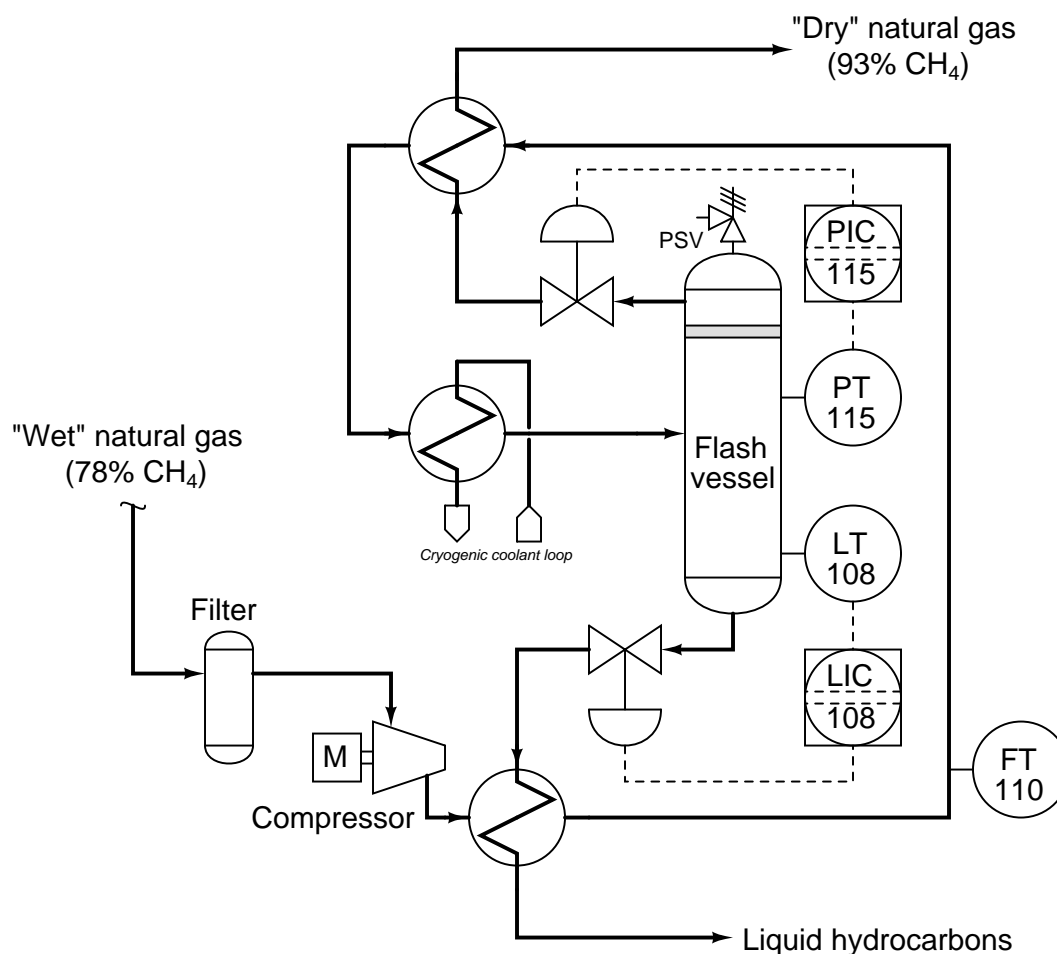 "Dry" natural gas
(93% CH₄)
PSV
PIC
115
PT
115
"Wet" natural gas
(78% CH₄)
Flash
vessel
Cryogenic coolant loop
LT
108
Filter
LIC
108
M
FT
110
Compressor
Liquid hydrocarbons